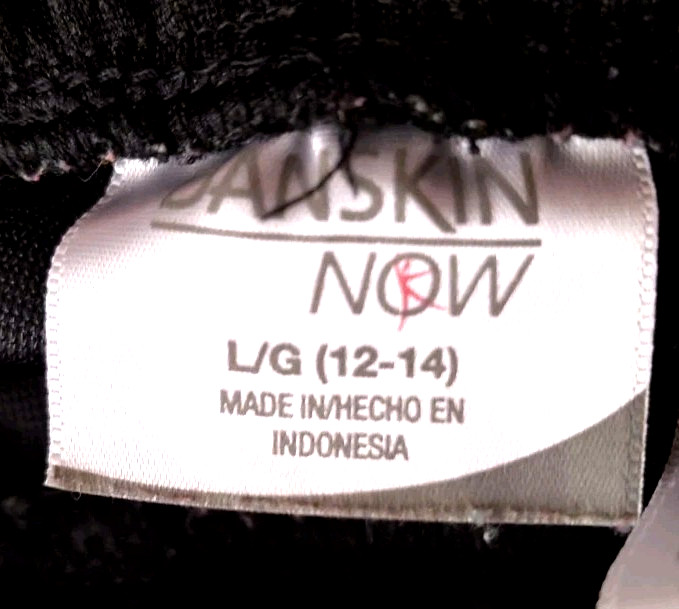 DANSKIN
NOW
K
L/G (12-14)
MADE IN/HECHO EN
INDONESIA